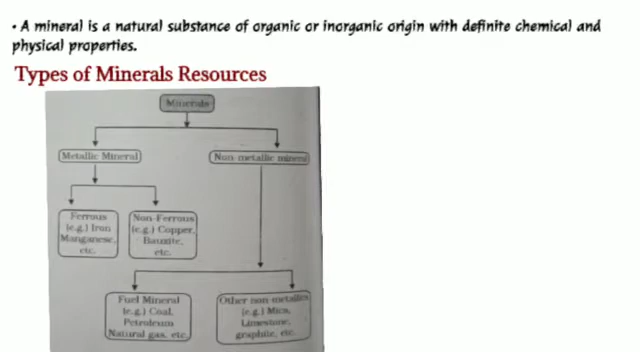 • A mineral is a natural substance of organic or inorganic origin with definite chemical and
physical properties.
Types of Minerals Resources
Minerals
Metallic Mineral
Non-metallic mineral
Ferrous
(e.g.) Iron
Manganese,
etc.
Non-Ferrous
(e.g.) Copper,
Bauxite,
etc.
Fuel Mineral
(e.g.) Coal,
Petroleum
Natural gas, etc.
Other non-metallics
(e.g.) Mica,
Limestone,
graphite, etc.